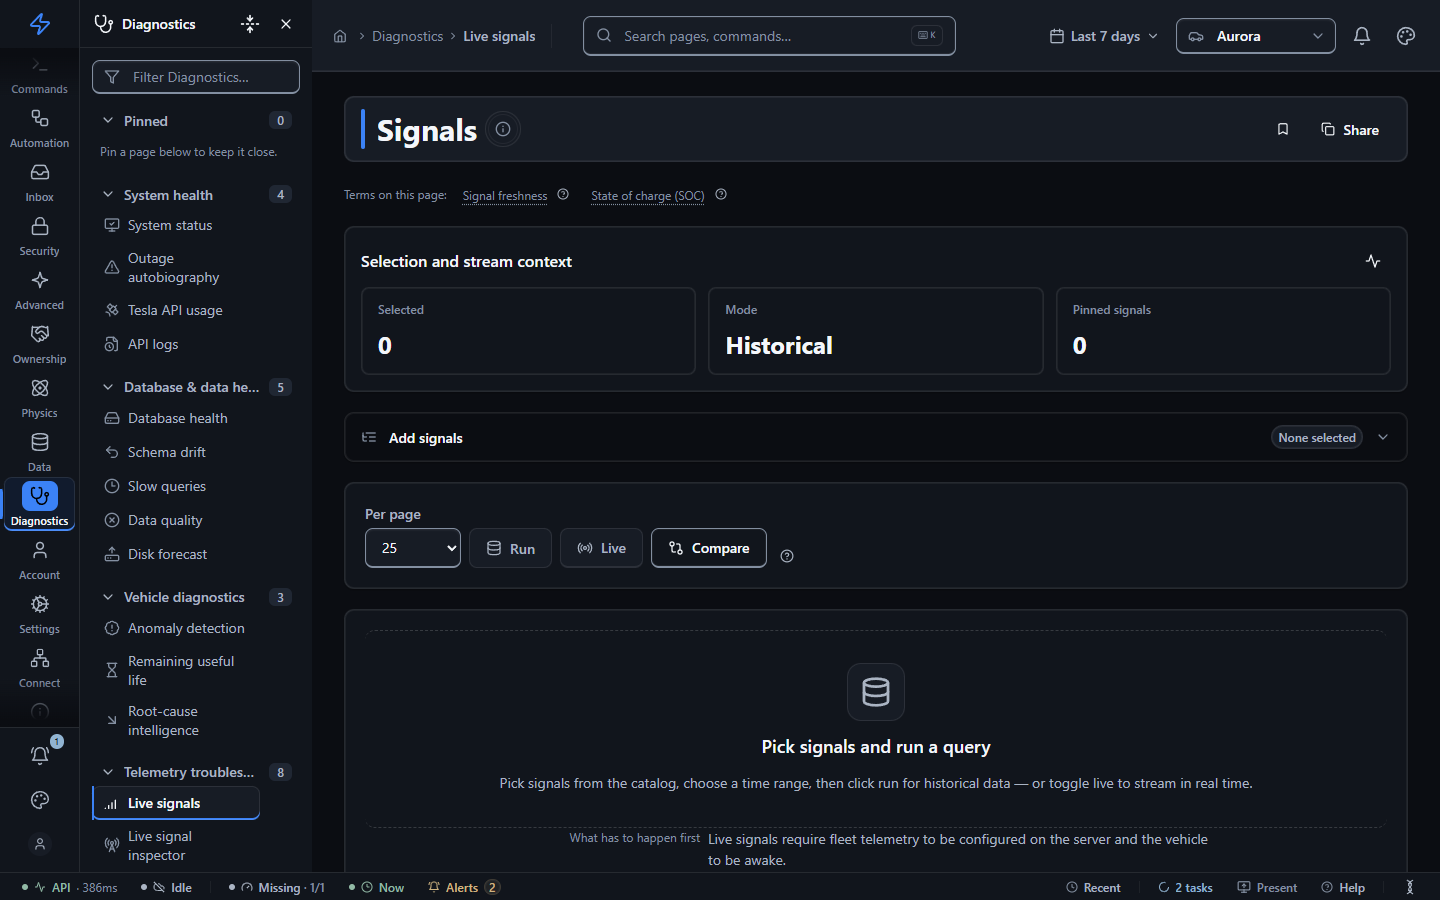 Commands
Automation
Inbox
Security
Advanced
Ownership
Physics
Data
Diagnostics
Account
Settings
Connect
1
Diagnostics
Filter Diagnostics...
Pinned 0
Pin a page below to keep it close.
System health 4
System status
Outage
autobiography
Tesla API usage
API logs
Database & data he... 5
Database health
Schema drift
Slow queries
Data quality
Disk forecast
Vehicle diagnostics 3
Anomaly detection
Remaining useful
life
Root-cause
intelligence
Telemetry troubles... 8
Live signals
Live signal
inspector
Diagnostics
Live signals
Search pages, commands...
K
Last 7 days
Aurora
Signals
Share
Terms on this page: Signal freshness State of charge (SOC)
Selection and stream context
Selected
0
Mode
Historical
Pinned signals
0
Add signals
None selected
Per page
25
Run
Live
Compare
Pick signals and run a query
Pick signals from the catalog, choose a time range, then click run for historical data — or toggle live to stream in real time.
What has to happen first Live signals require fleet telemetry to be configured on the server and the vehicle
to be awake.
API · 386ms
Idle
Missing · 1/1
Now
Alerts 2
Recent
2 tasks
Present
Help